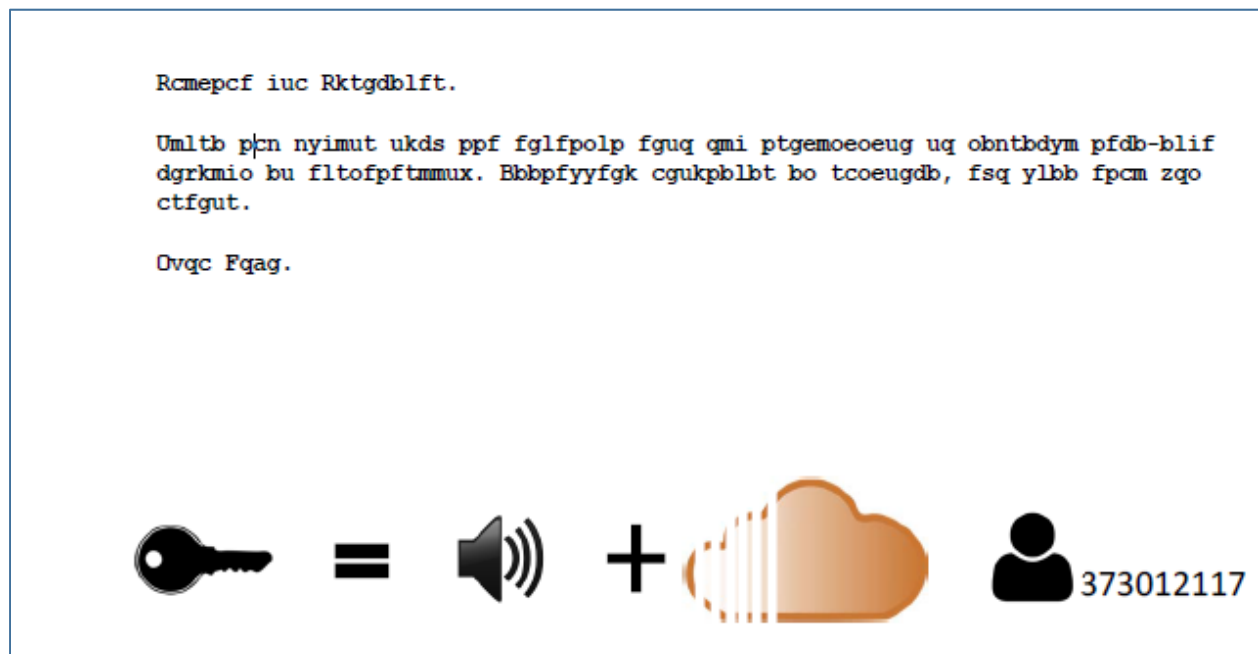 Rcmepcf iuc Rktgdblft.
Umltb pcn nyimut ukds ppf fglfpolp fguq qmi ptgemoeoeug uq obntbdym pfdb-blif
dgrkmio bu fltofpftmmux. Bbbpfyyfgk cgukpblbt bo tcoeugdb, fsq ylbb fpcm zqo
ctfgut.
Ovqc Fqag.
= + 373012117